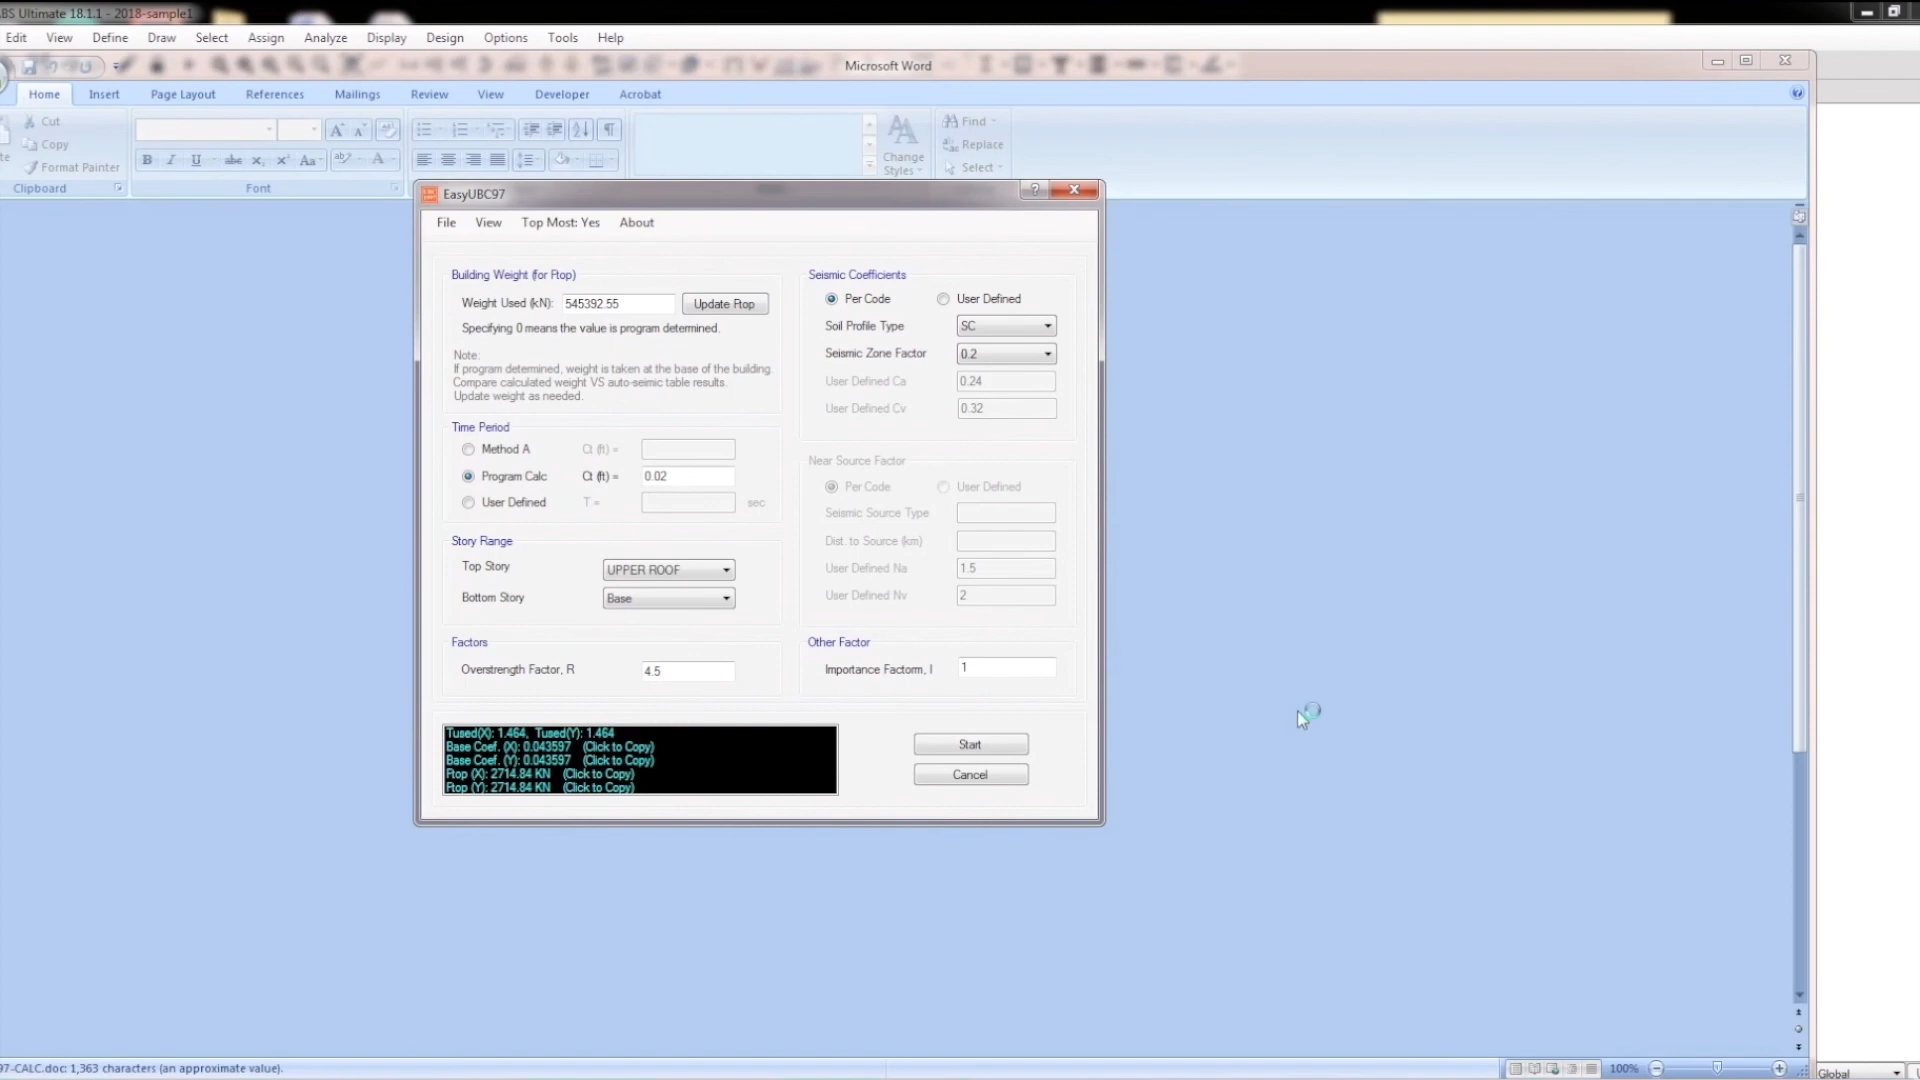 BS Ultimate 18.1.1 - 2018-sample1
Edit View Define Draw Select Assign Analyze Display Design Options Tools Help
Microsoft Word
Home Insert Page Layout References Mailings Review View Developer Acrobat
Cut
Copy
Format Painter
Clipboard
Font
Change Styles
Find
Replace
Select
EasyUBC97
File View Top Most: Yes About
Building Weight (for Ftop)
Weight Used (kN): 545392.55 Update Ftop
Specifying 0 means the value is program determined.
Note:
If program determined, weight is taken at the base of the building.
Compare calculated weight VS auto-seimic table results.
Update weight as needed.
Time Period
Method A Ct (ft) =
Program Calc Ct (ft) = 0.02
User Defined T = sec
Story Range
Top Story UPPER ROOF
Bottom Story Base
Factors
Overstrength Factor, R 4.5
Seismic Coefficients
Per Code User Defined
Soil Profile Type SC
Seismic Zone Factor 0.2
User Defined Ca 0.24
User Defined Cv 0.32
Near Source Factor
Per Code User Defined
Seismic Source Type
Dist. to Source (km)
User Defined Na 1.5
User Defined Nv 2
Other Factor
Importance Factorm, I 1
Tused(X): 1.464, Tused(Y): 1.464
Base Coef. (X): 0.043597 (Click to Copy)
Base Coef. (Y): 0.043597 (Click to Copy)
Ftop (X): 2714.84 KN (Click to Copy)
Ftop (Y): 2714.84 KN (Click to Copy)
Start
Cancel
97-CALC.doc: 1,363 characters (an approximate value).
100%
Global